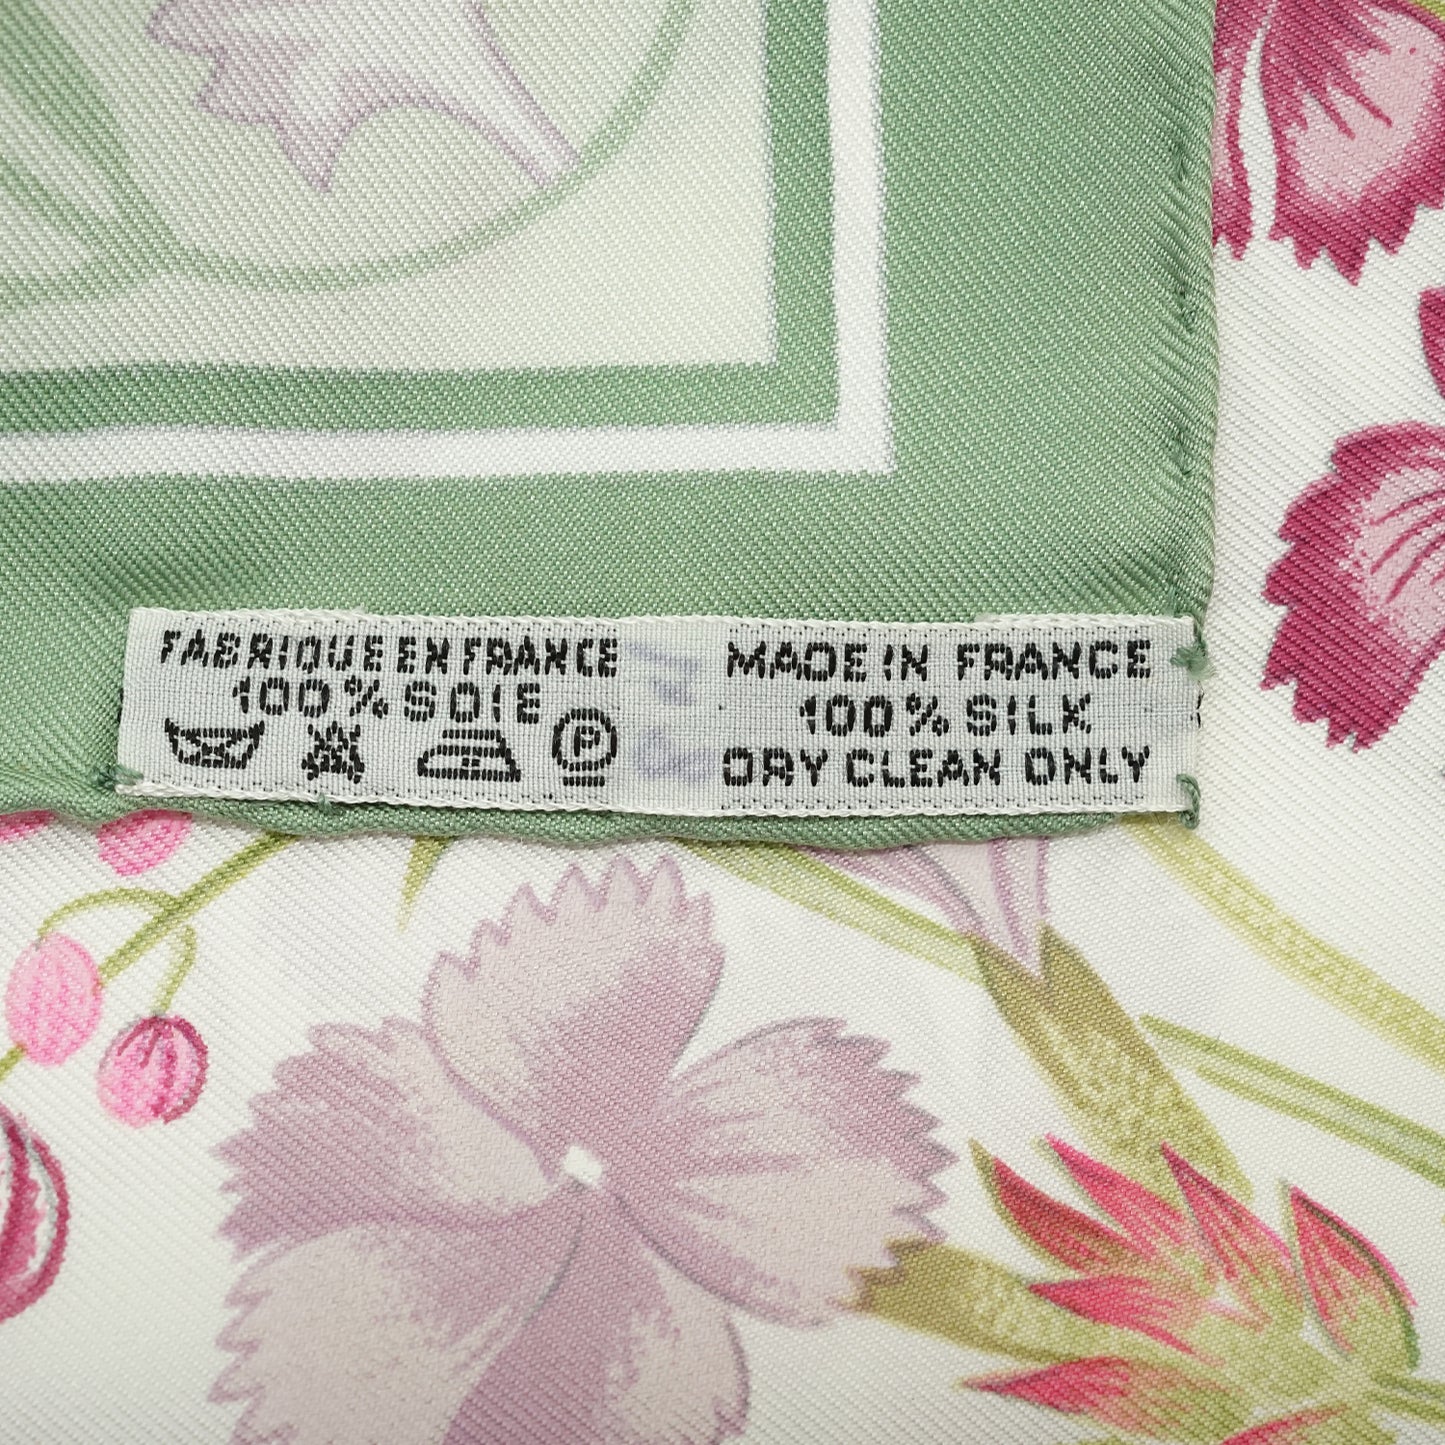 FABRIQUE EN FRANCE
100% SOIE
P
MADE IN FRANCE
100% SILK
DRY CLEAN ONLY